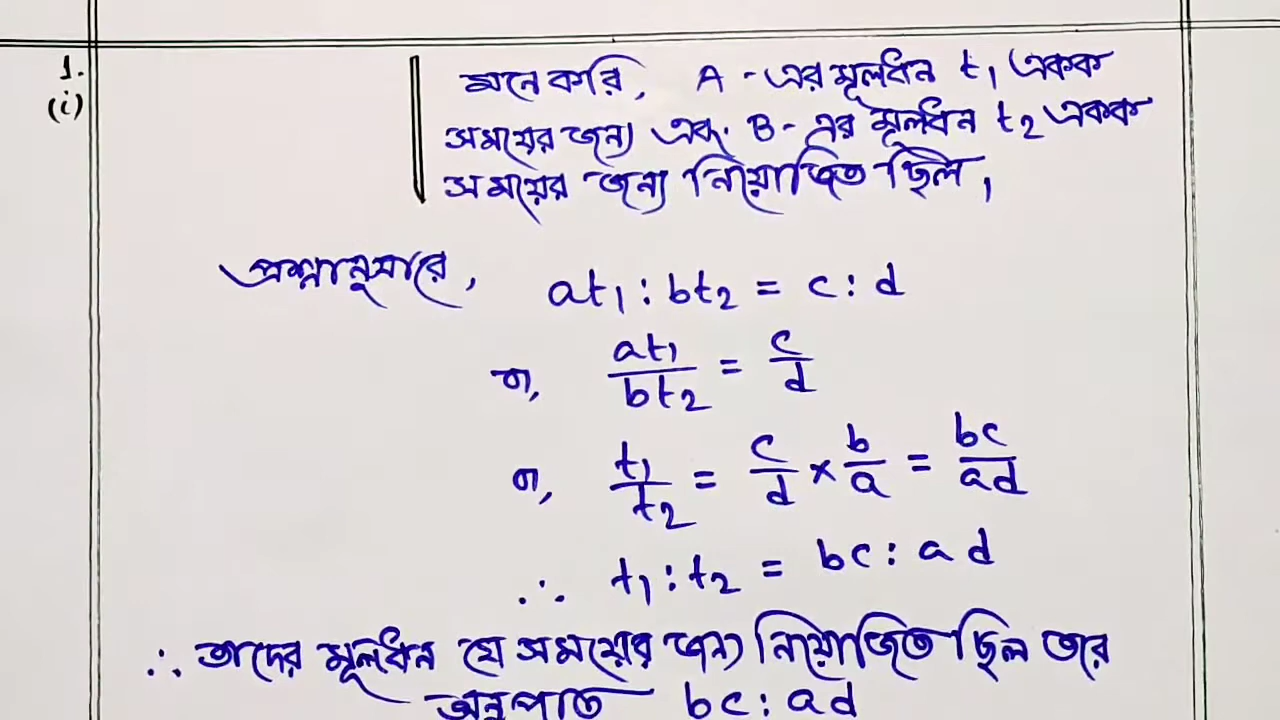 1.
(i)
মনেকরি, A - এর মূলধন t₁ একক
সময়ের জন্য এবং B - এর মূলধন t₂ একক
সময়ের জন্য নিয়োজিত ছিল,
প্রশ্নানুসারে, at₁ : bt₂ = c : d
বা, at₁/bt₂ = c/d
বা, t₁/t₂ = c/d × b/a = bc/ad
∴ t₁ : t₂ = bc : ad
∴ তাদের মূলধন যে সময়ের জন্য নিয়োজিত ছিল তার
অনুপাত bc : ad